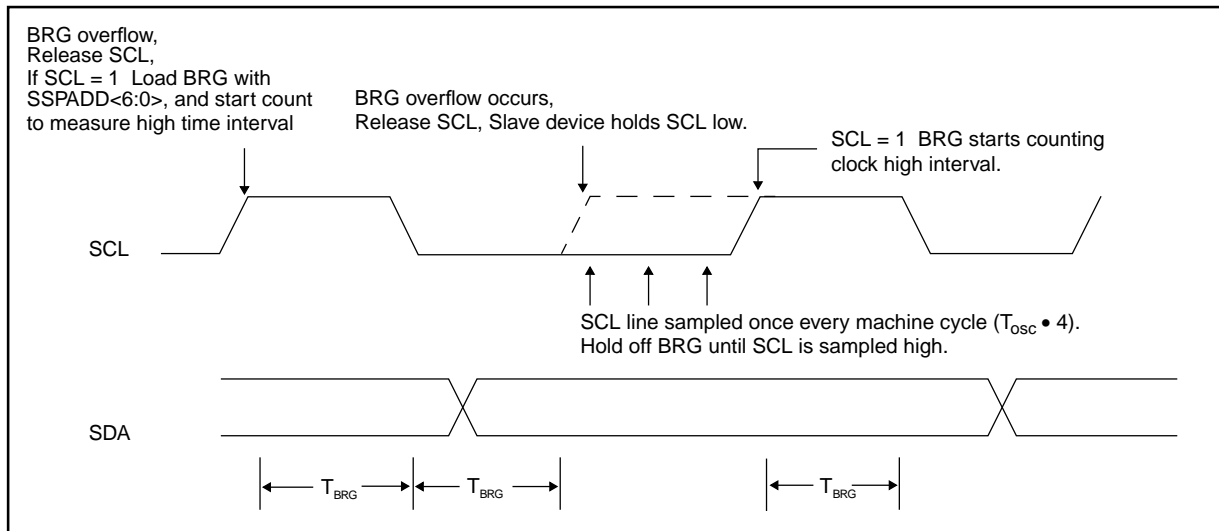 BRG overflow,
Release SCL,
If SCL = 1 Load BRG with
SSPADD<6:0>, and start count
to measure high time interval
BRG overflow occurs,
Release SCL, Slave device holds SCL low.
SCL = 1 BRG starts counting
clock high interval.
SCL
SCL line sampled once every machine cycle (Tosc • 4).
Hold off BRG until SCL is sampled high.
SDA
TBRG
TBRG
TBRG